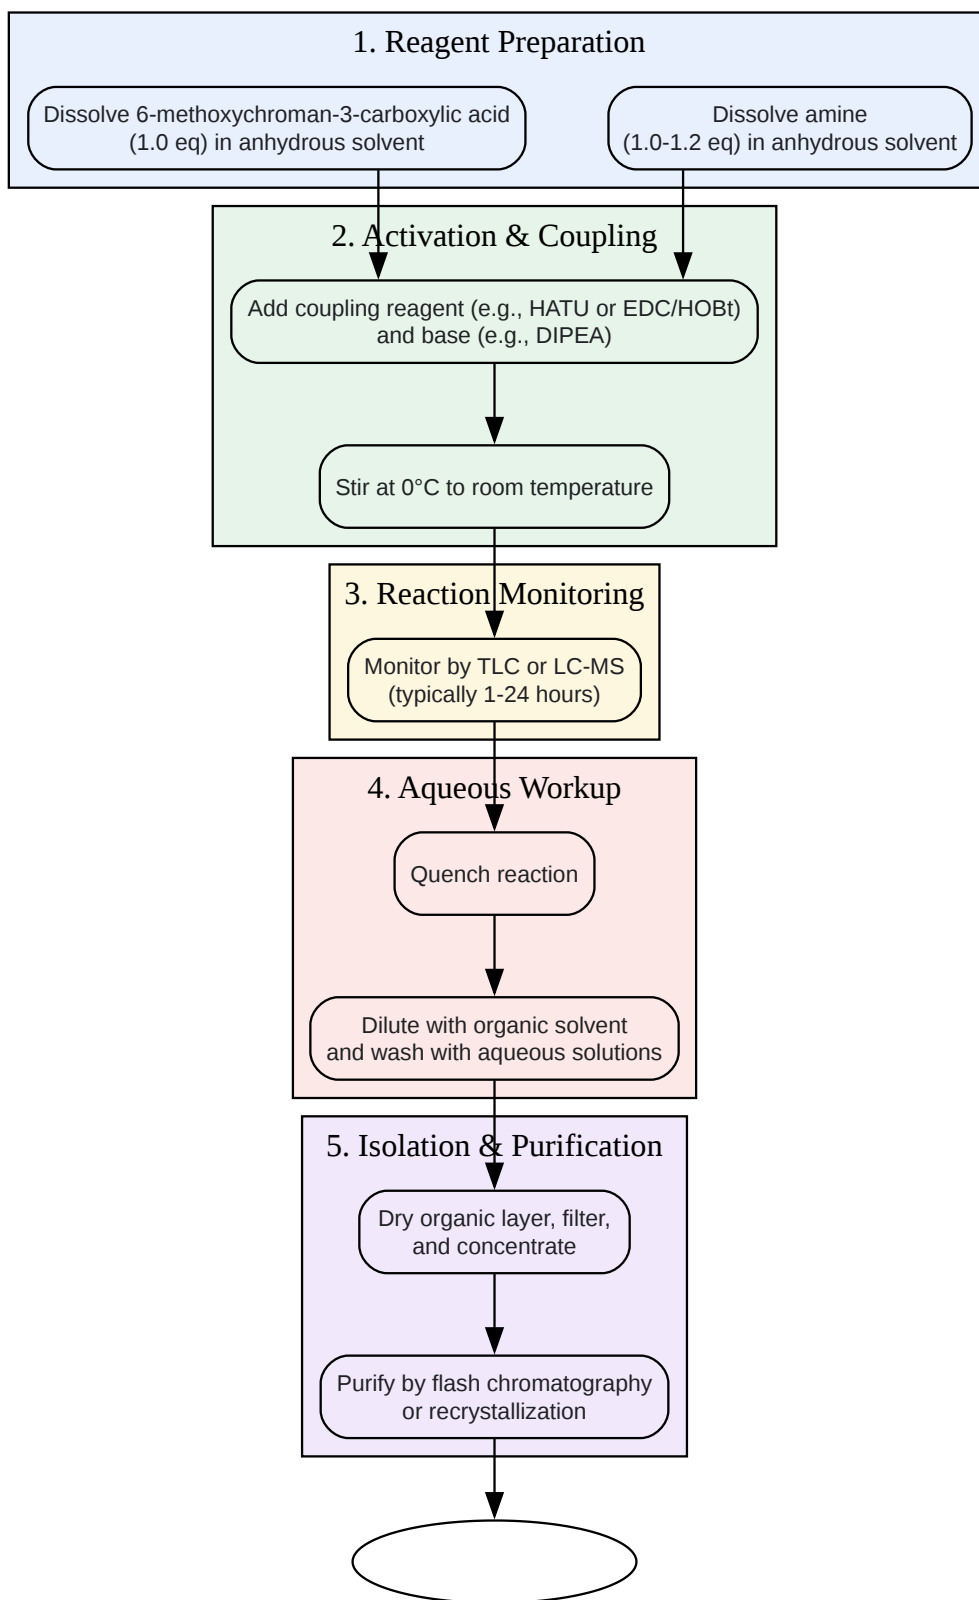 1. Reagent Preparation
Dissolve 6-methoxychroman-3-carboxylic acid
(1.0 eq) in anhydrous solvent
Dissolve amine
(1.0-1.2 eq) in anhydrous solvent
2. Activation & Coupling
Add coupling reagent (e.g., HATU or EDC/HOBt)
and base (e.g., DIPEA)
Stir at 0°C to room temperature
3. Reaction Monitoring
Monitor by TLC or LC-MS
(typically 1-24 hours)
4. Aqueous Workup
Quench reaction
Dilute with organic solvent
and wash with aqueous solutions
5. Isolation & Purification
Dry organic layer, filter,
and concentrate
Purify by flash chromatography
or recrystallization